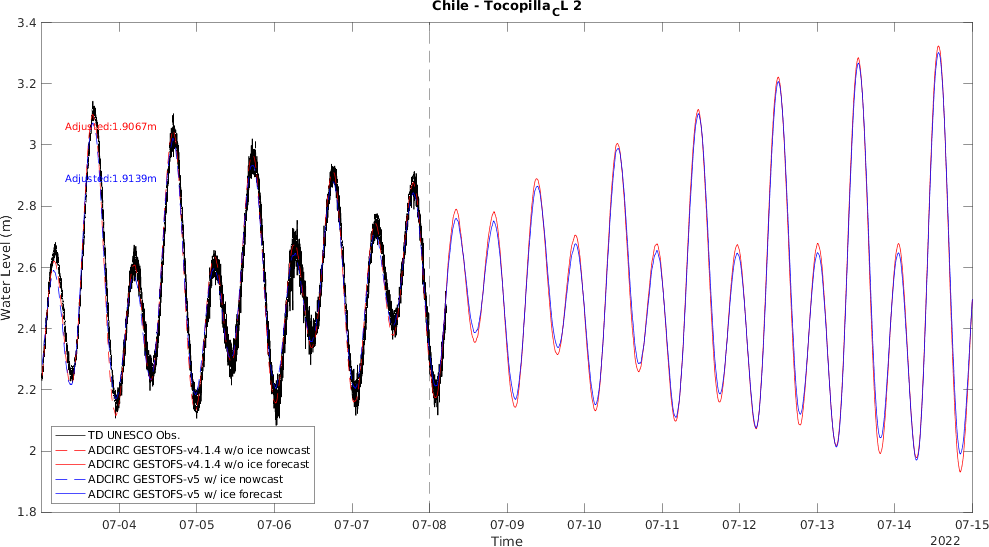 Chile - Tocopilla_CL 2
Water Level (m)
3.4
3.2
3
2.8
2.6
2.4
2.2
2
1.8
Adjusted:1.9067m
Adjusted:1.9139m
TD UNESCO Obs.
ADCIRC GESTOFS-v4.1.4 w/o ice nowcast
ADCIRC GESTOFS-v4.1.4 w/o ice forecast
ADCIRC GESTOFS-v5 w/ ice nowcast
ADCIRC GESTOFS-v5 w/ ice forecast
07-04 07-05 07-06 07-07 07-08 07-09 07-10 07-11 07-12 07-13 07-14 07-15
Time
2022